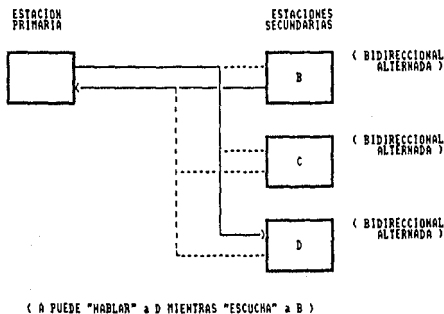 ESTACION
PRIMARIA
ESTACIONES
SECUNDARIAS
B
( BIDIRECCIONAL
ALTERNADA )
C
( BIDIRECCIONAL
ALTERNADA )
D
( BIDIRECCIONAL
ALTERNADA )
( A PUEDE "HABLAR" a D MIENTRAS "ESCUCHA" a B )